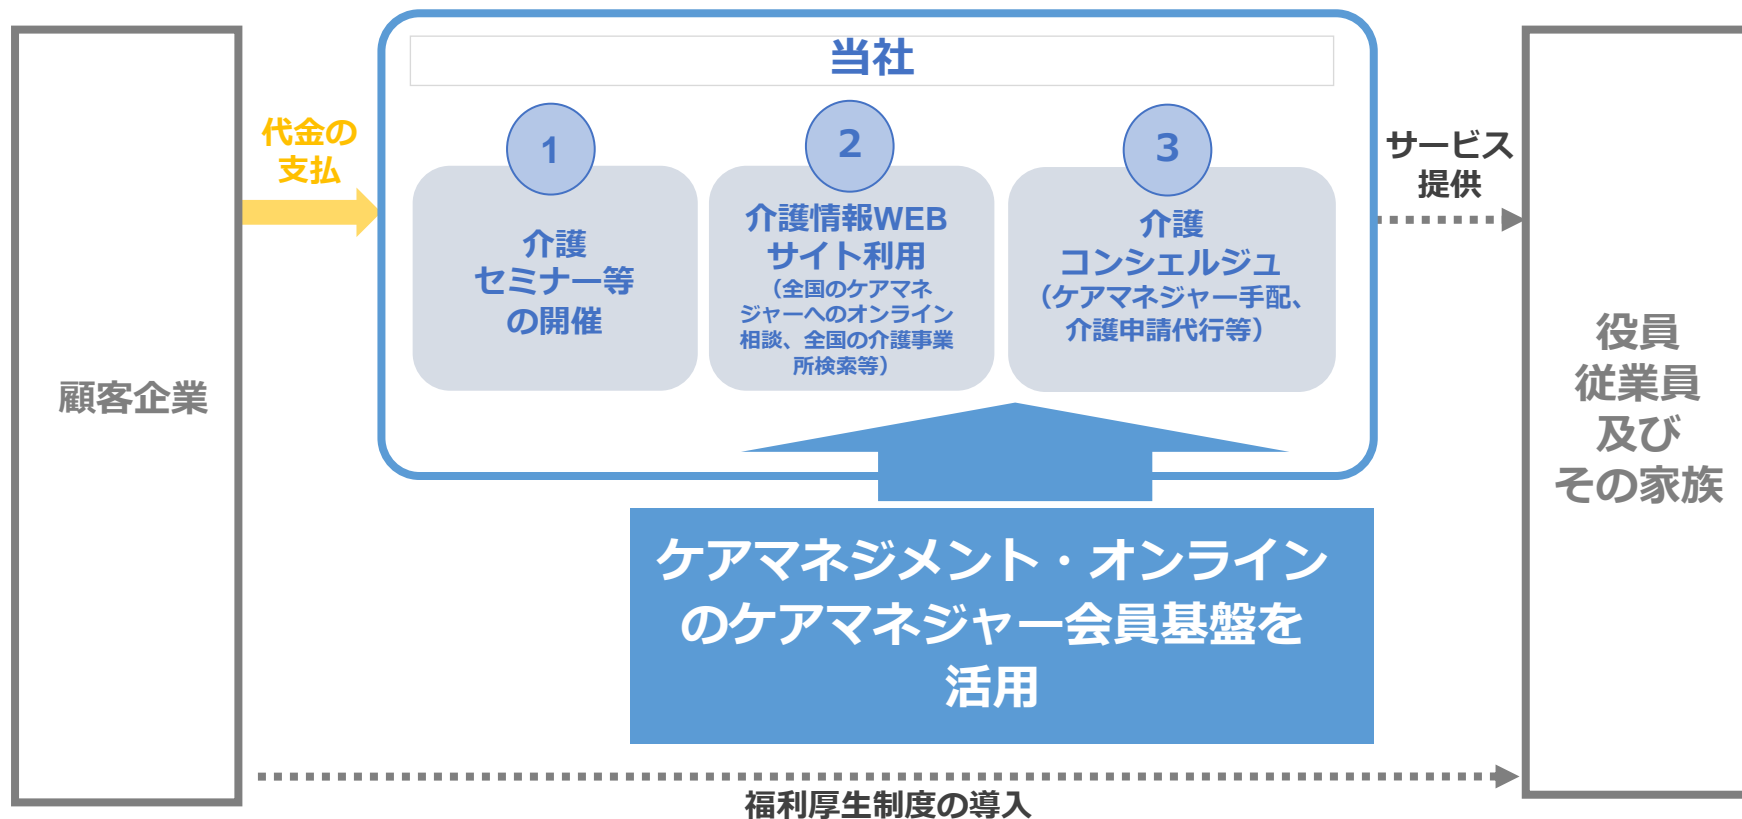 顧客企業
代金の
支払
当社
1
介護
セミナー等
の開催
2
介護情報WEB
サイト利用
（全国のケアマネ
ジャーへのオンライン
相談、全国の介護事業
所検索等）
3
介護
コンシェルジュ
（ケアマネジャー手配、
介護申請代行等）
ケアマネジメント・オンライン
のケアマネジャー会員基盤を
活用
サービス
提供
役員
従業員
及び
その家族
福利厚生制度の導入